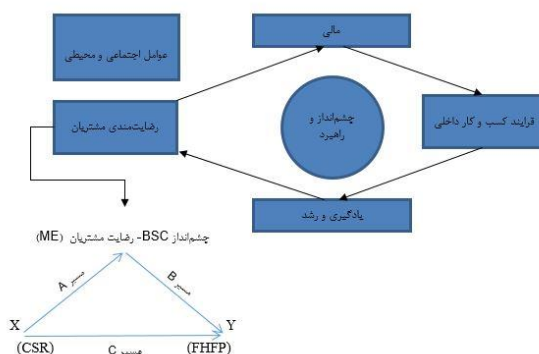 مالی
عوامل اجتماعی و محیطی
چشم‌انداز و
راهبرد
رضایت‌مندی مشتریان
فرایند کسب و کار داخلی
یادگیری و رشد
چشم‌انداز BSC- رضایت مشتریان (ME)
مسیر A
مسیر B
X
Y
(CSR)
مسیر C
(FHFP)